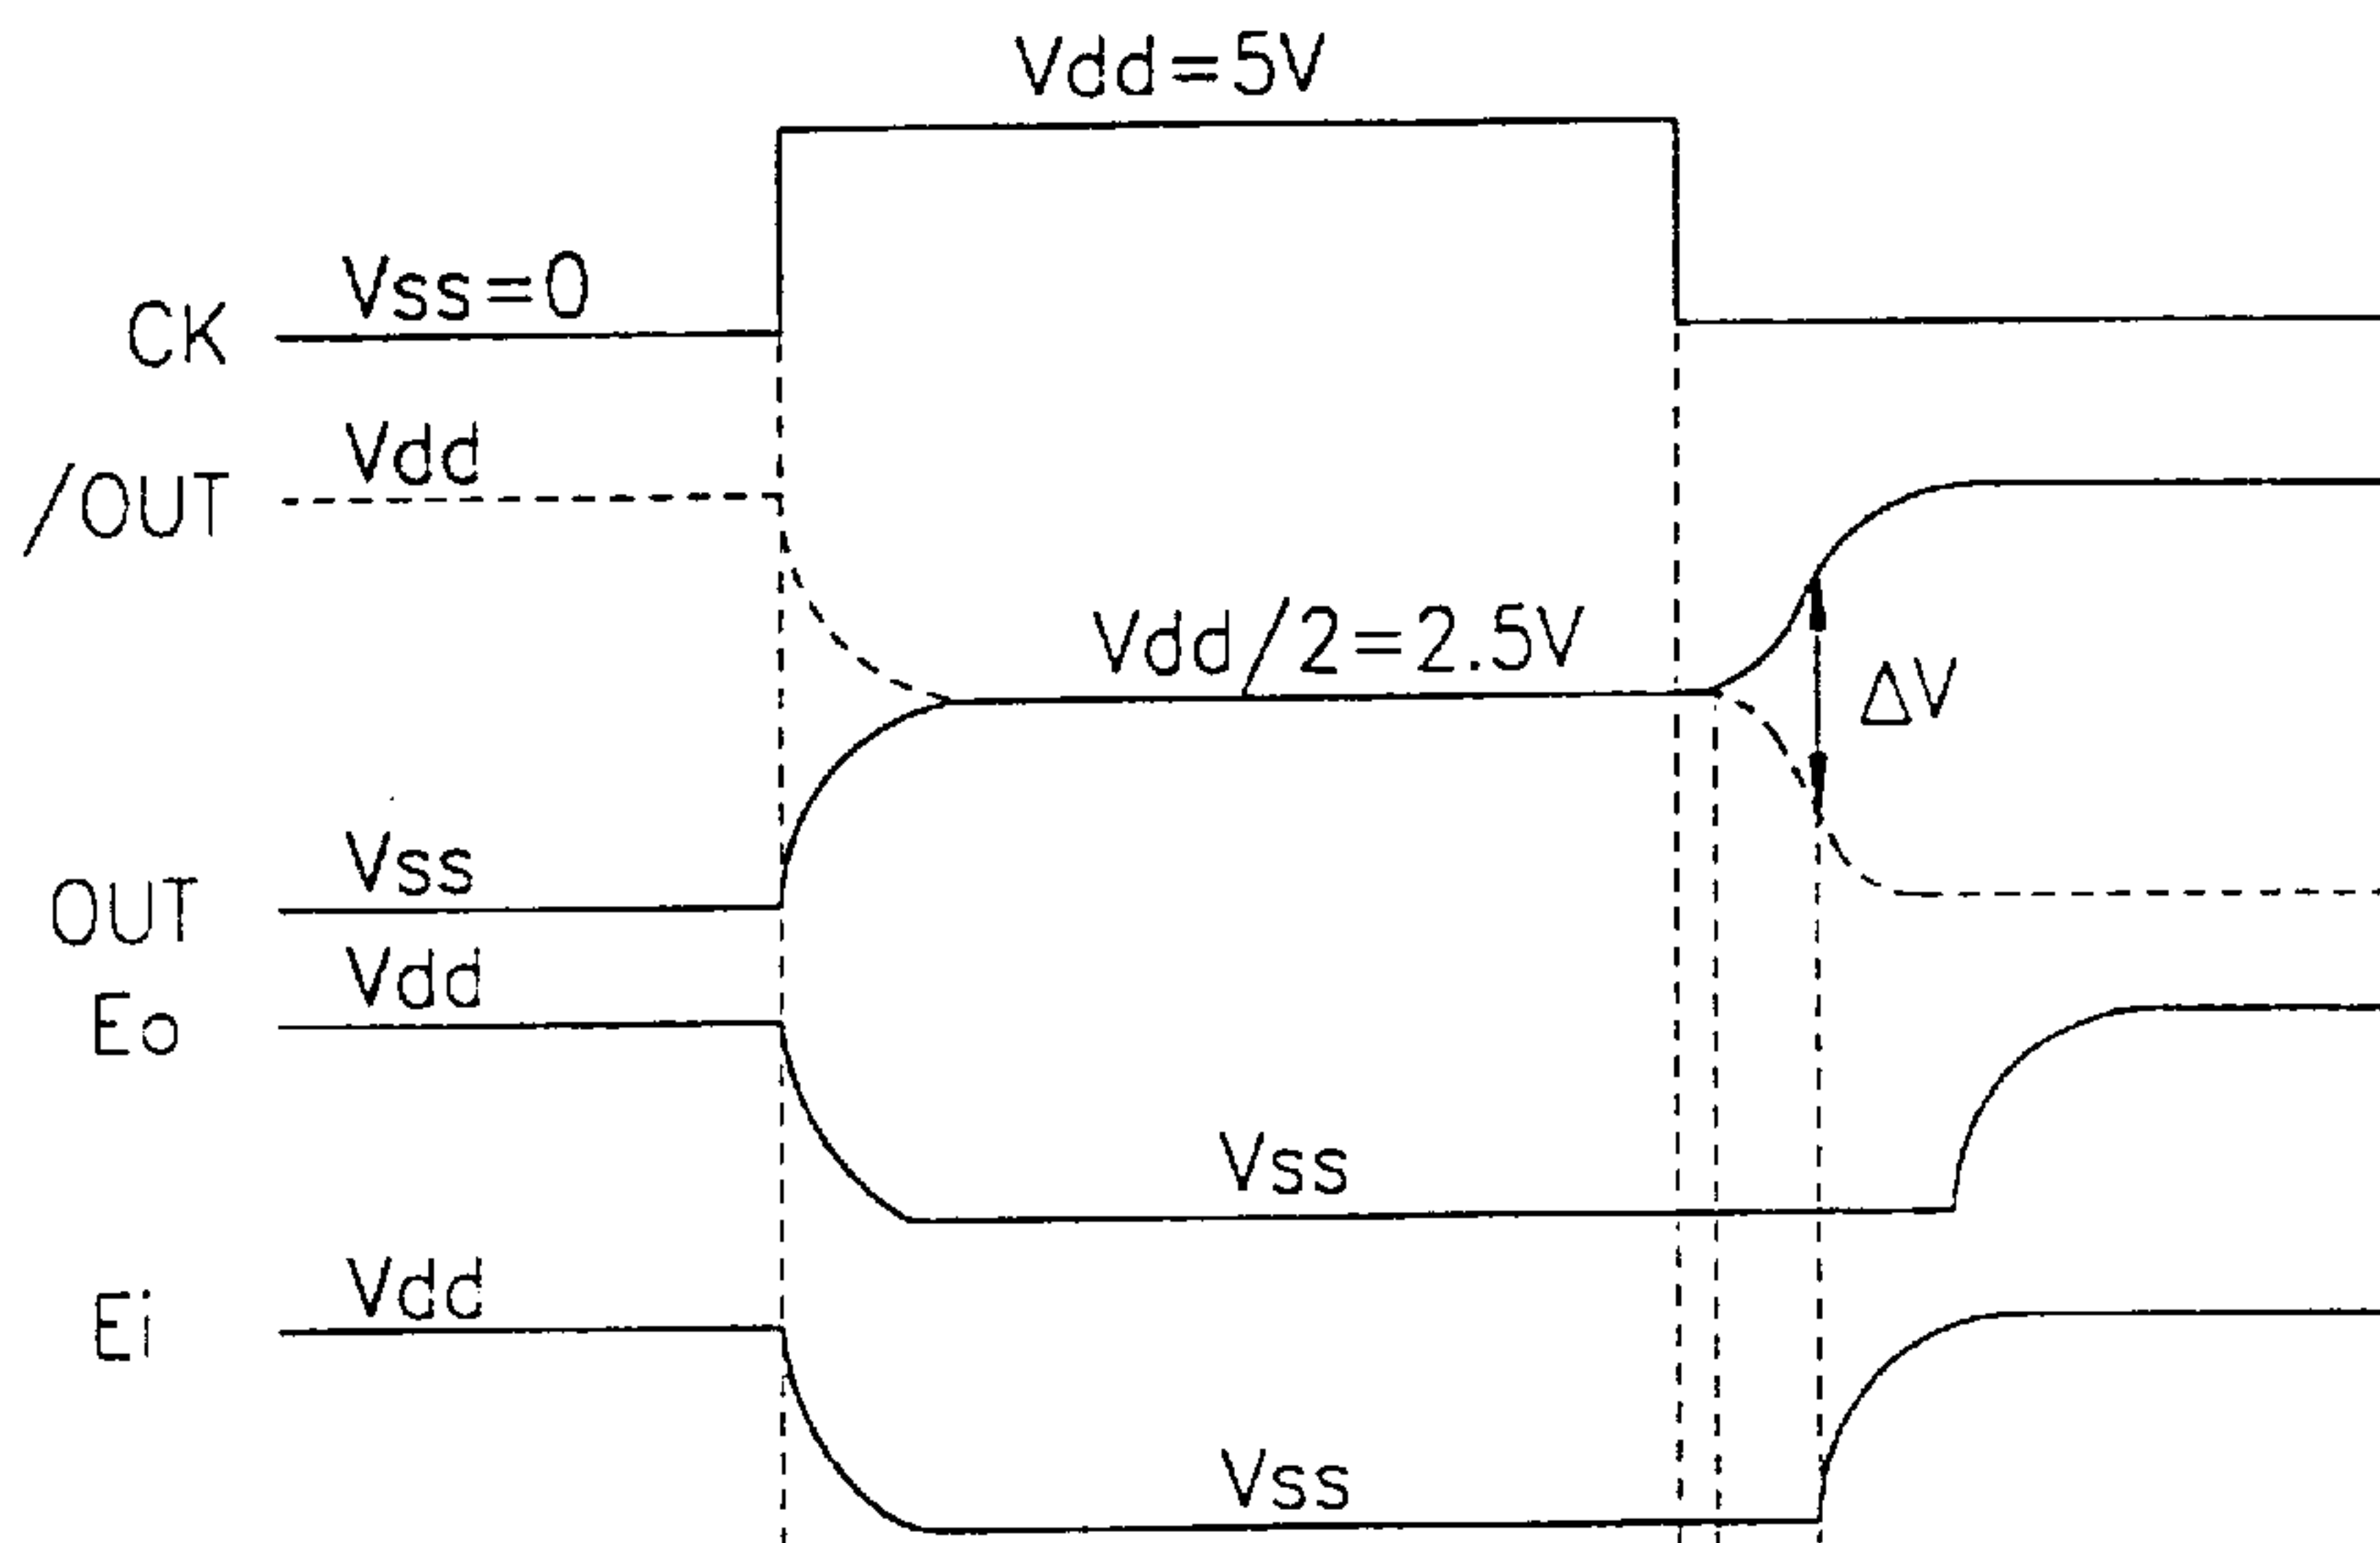 Vdd=5V
Vss=0
CK
Vdd
/OUT
Vdd/2=2.5V
ΔV
Vss
OUT
Vdd
Eo
Vss
Vdd
Ei
Vss